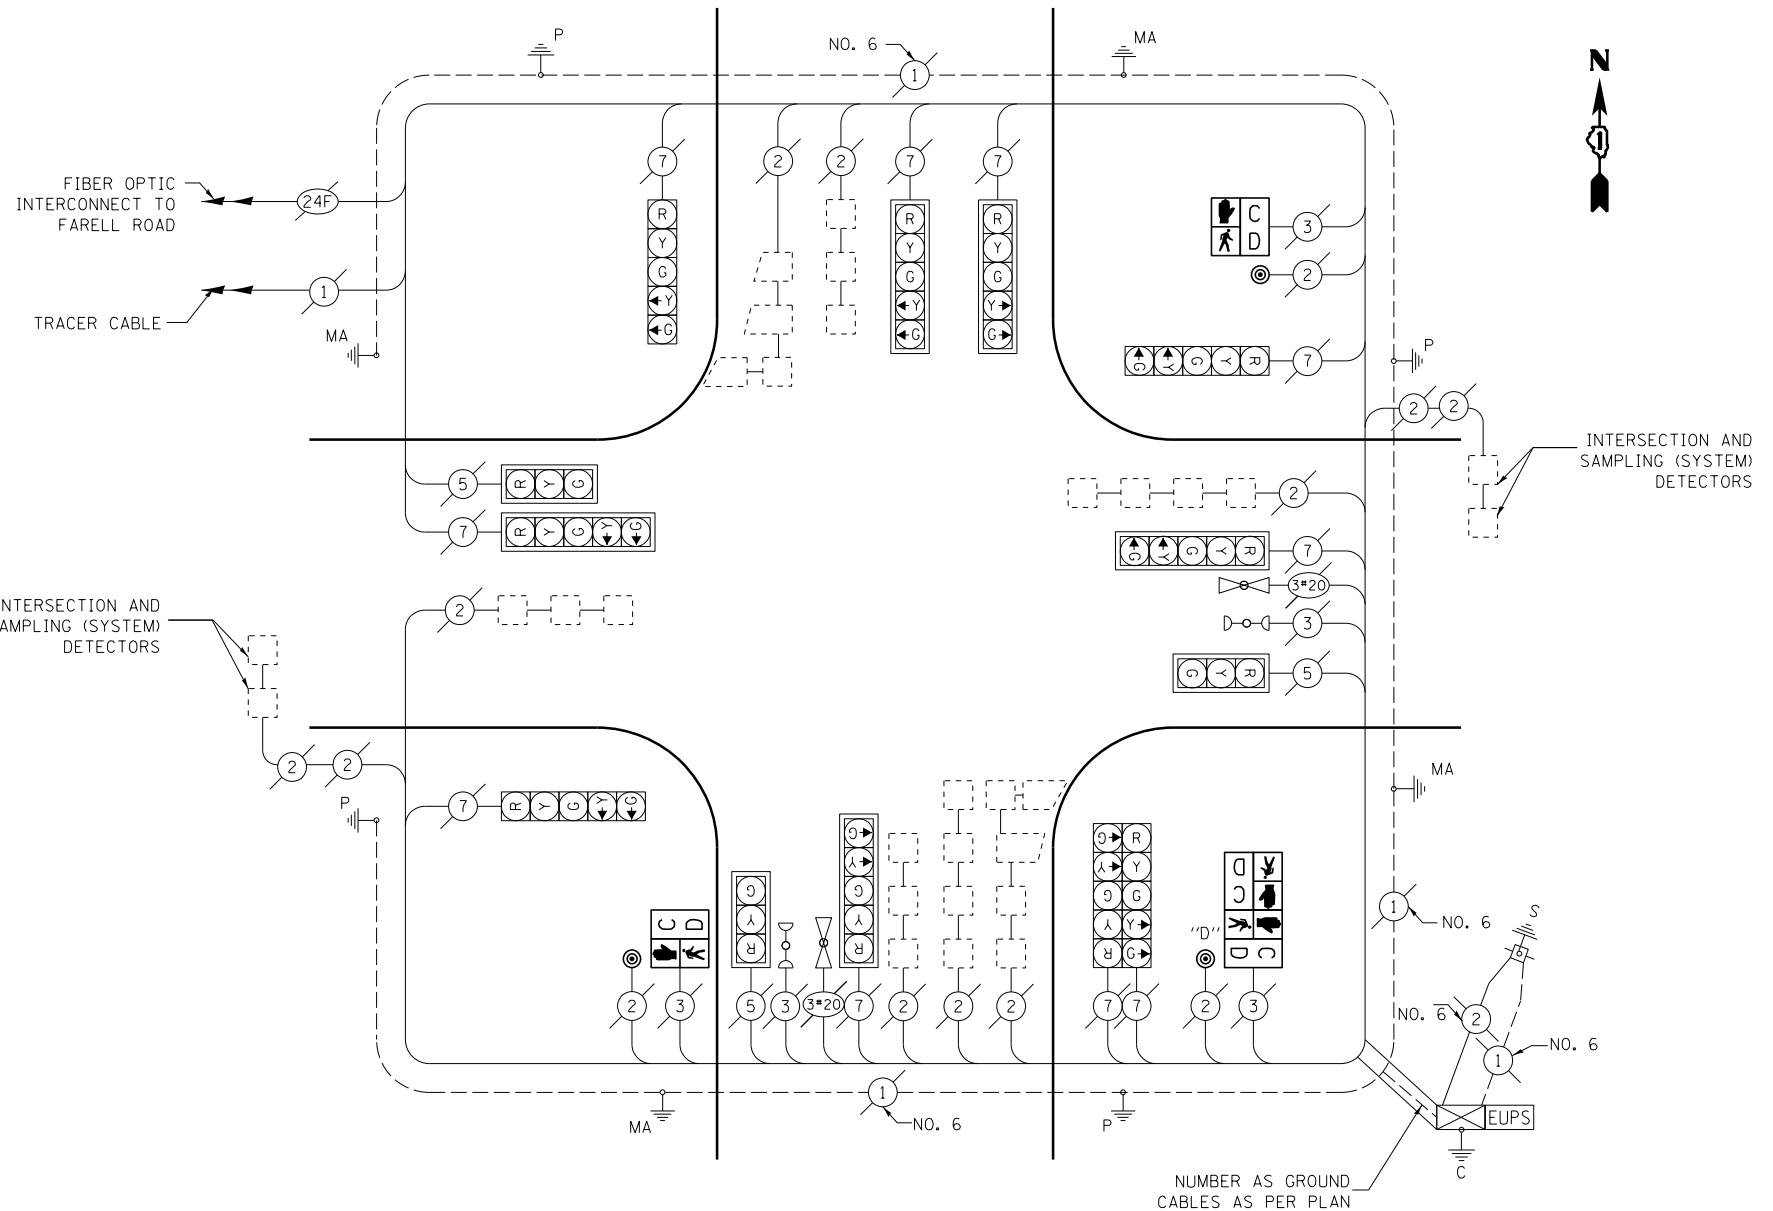 P
NO. 6
1
MA
N
1
FIBER OPTIC
INTERCONNECT TO
FARELL ROAD
24F
TRACER CABLE
1
MA
7
2
2
7
7
R
Y
G
Y
G
R
Y
G
Y
G
R
Y
G
Y
G
C
D
3
2
G Y G Y R
7
P
2
2
INTERSECTION AND
SAMPLING (SYSTEM)
DETECTORS
5
R Y G
7
R Y G Y G
2
2
G Y G Y R
7
3#20
3
G Y R
5
NTERSECTION AND
AMPLING (SYSTEM)
DETECTORS
2
2
2
P
7
R Y G Y G
MA
C D
2
3
G
Y
R
5
3
3#20
G
Y
G
Y
R
7
2
2
2
G R
Y Y
G G
Y Y
R G
7
7
"D"
2
D
C
D C
3
1
NO. 6
S
NO. 6
2
1
NO. 6
MA
1
NO. 6
P
EUPS
C
NUMBER AS GROUND
CABLES AS PER PLAN